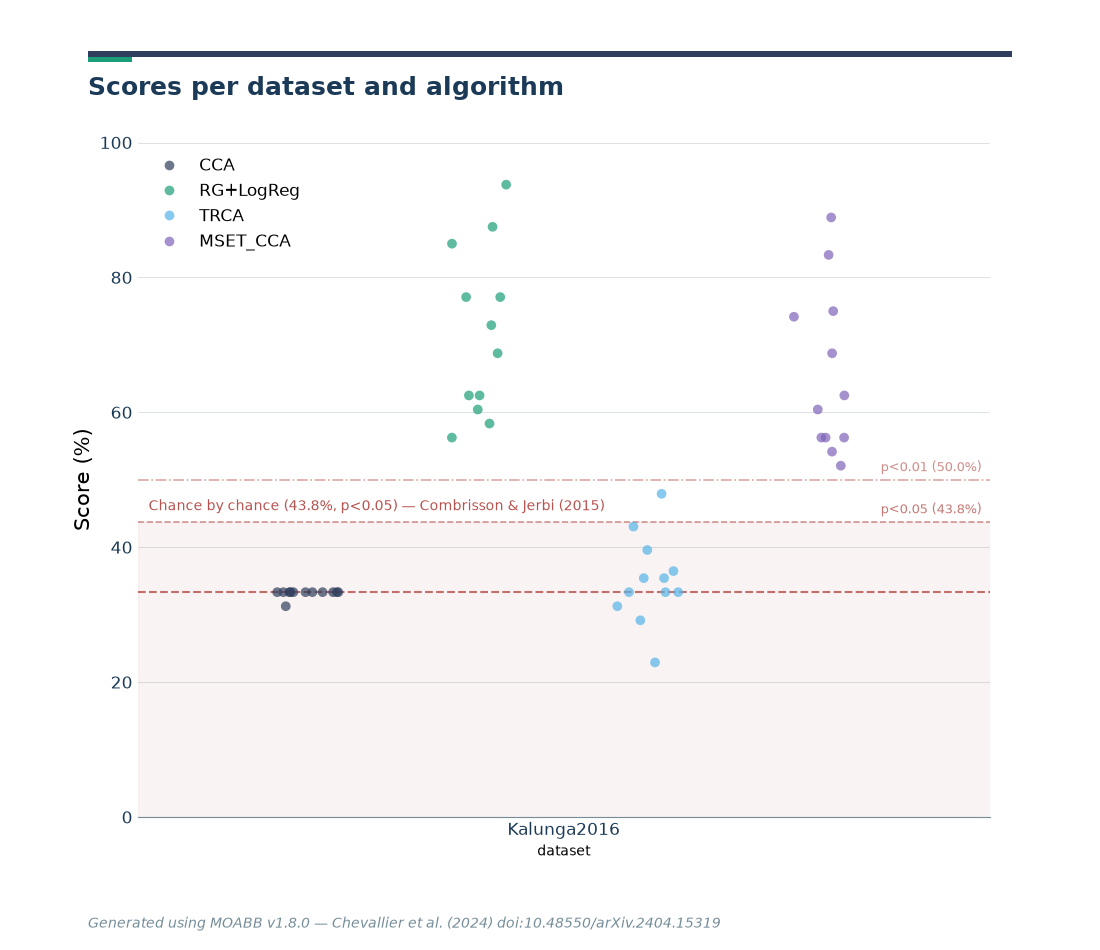 Scores per dataset and algorithm
100
80
60
40
20
0
Score (%)
CCA
RG+LogReg
TRCA
MSET_CCA
p<0.01 (50.0%)
Chance by chance (43.8%, p<0.05) — Combrisson & Jerbi (2015)
p<0.05 (43.8%)
Kalunga2016
dataset
Generated using MOABB v1.8.0 — Chevallier et al. (2024) doi:10.48550/arXiv.2404.15319